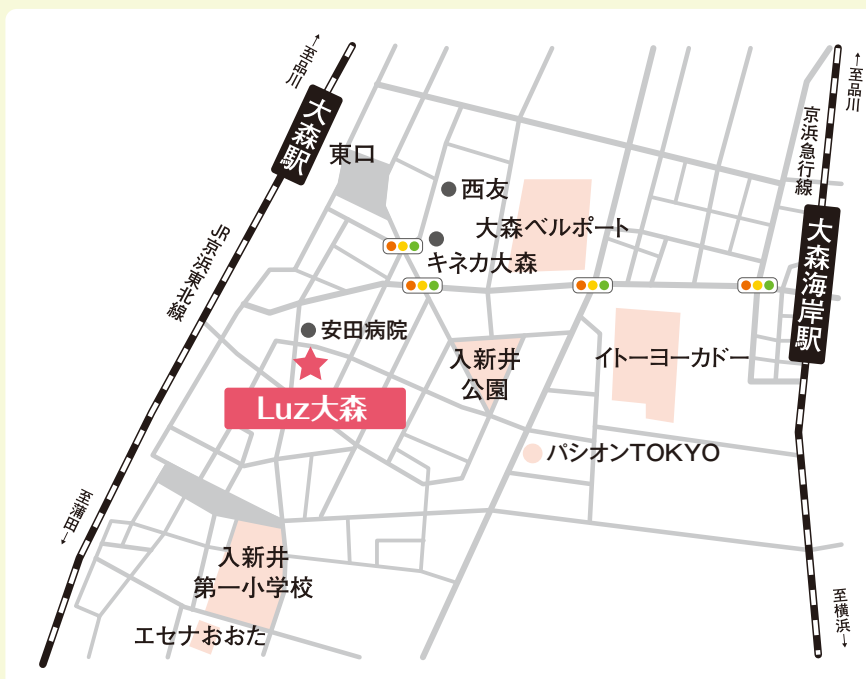 ↑至品川
大森駅
東口
西友
大森ベルポート
キネカ大森
JR京浜東北線
安田病院
Luz大森
入新井
公園
イトーヨーカドー
パシオンTOKYO
↑至品川
京浜急行線
大森海岸駅
至蒲田↓
入新井
第一小学校
エセナおおた
至横浜↓